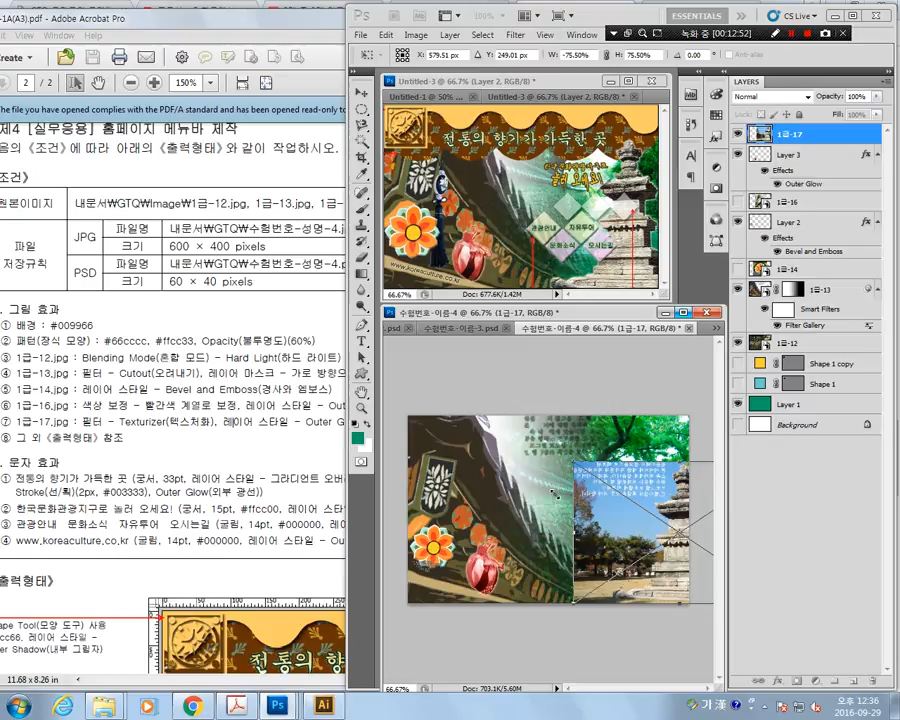 -1A(A3).pdf - Adobe Acrobat Pro
View Window Help
Create
2 / 2 150%
The file you have opened complies with the PDF/A standard and has been opened read-only to
제4 [실무응용] 홈페이지 메뉴바 제작
음의 《조건》에 따라 아래의 《출력형태》와 같이 작업하시오.
조건》
원본이미지 내문서₩GTQ₩Image₩1급-12.jpg, 1급-13.jpg, 1급
파일 저장규칙
JPG 파일명 내문서₩GTQ₩수험번호-성명-4.j
크기 600 × 400 pixels
PSD 파일명 내문서₩GTQ₩수험번호-성명-4.p
크기 60 × 40 pixels
. 그림 효과
① 배경 : #009966
② 패턴(장식 모양) : #66cccc, #ffcc33, Opacity(불투명도)(60%)
③ 1급-12.jpg : Blending Mode(혼합 모드) - Hard Light(하드 라이트)
④ 1급-13.jpg : 필터 - Cutout(오려내기), 레이어 마스크 - 가로 방향으
⑤ 1급-14.jpg : 레이어 스타일 - Bevel and Emboss(경사와 엠보스)
⑥ 1급-16.jpg : 색상 보정 - 빨간색 계열로 보정, 레이어 스타일 - Out
⑦ 1급-17.jpg : 필터 - Texturizer(텍스처화), 레이어 스타일 - Outer G
⑧ 그 외 《출력형태》 참조
. 문자 효과
① 전통의 향기가 가득한 곳 (궁서, 33pt, 레이어 스타일 - 그라디언트 오버
Stroke(선/획)(2px, #003333), Outer Glow(외부 광선))
② 한국문화관광지구로 놀러 오세요! (궁서, 15pt, #ffcc00, 레이어 스타
③ 관광안내 문화소식 자유투어 오시는길 (굴림, 14pt, #000000, 레이
④ www.koreaculture.co.kr (굴림, 14pt, #000000, 레이어 스타일 -
출력형태》
ape Tool(모양 도구) 사용
cc66, 레이어 스타일 -
er Shadow(내부 그림자)
전통의 향
11.68 x 8.26 in
Ps 100% ESSENTIALS CS Live
File Edit Image Layer Select Filter View Window 녹화 중 [00:12:52]
X: 579.51 px Y: 249.01 px W: -75.50% H: 75.50% 0.00 Anti-alias
Untitled-3 @ 66.7% (Layer 2, RGB/8) *
Untitled-1 @ 50% ... Untitled-3 @ 66.7% (Layer 2, RGB/8) *
전통의 향기가 가득한 곳
놀러 오세요!
관광안내 자유투어
문화소식 오시는길
www.koreaculture.co.kr
66.67% Doc: 677.6K/1.42M
수험번호-이름-4 @ 66.7% (1급-17, RGB/8) *
.psd 수험번호-이름-3.psd 수험번호-이름-4 @ 66.7% (1급-17, RGB/8) *
66.67% Doc: 703.1K/5.60M
LAYERS
Normal Opacity: 100%
Lock: Fill: 100%
1급-17
Layer 3
Effects
Outer Glow
1급-16
Layer 2
Effects
Bevel and Emboss
1급-14
1급-13
Smart Filters
Filter Gallery
1급-12
Shape 1 copy
Shape 1
Layer 1
Background
오후 12:36
2016-09-29